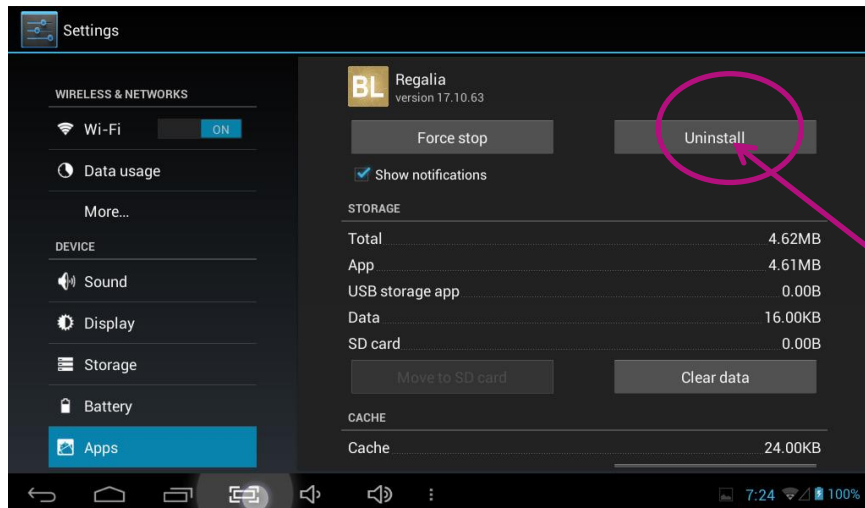 Settings
WIRELESS & NETWORKS
Wi-Fi ON
Data usage
More...
DEVICE
Sound
Display
Storage
Battery
Apps
BL Regalia
version 17.10.63
Force stop Uninstall
Show notifications
STORAGE
Total 4.62MB
App 4.61MB
USB storage app 0.00B
Data 16.00KB
SD card 0.00B
Move to SD card Clear data
CACHE
Cache 24.00KB
7:24 100%